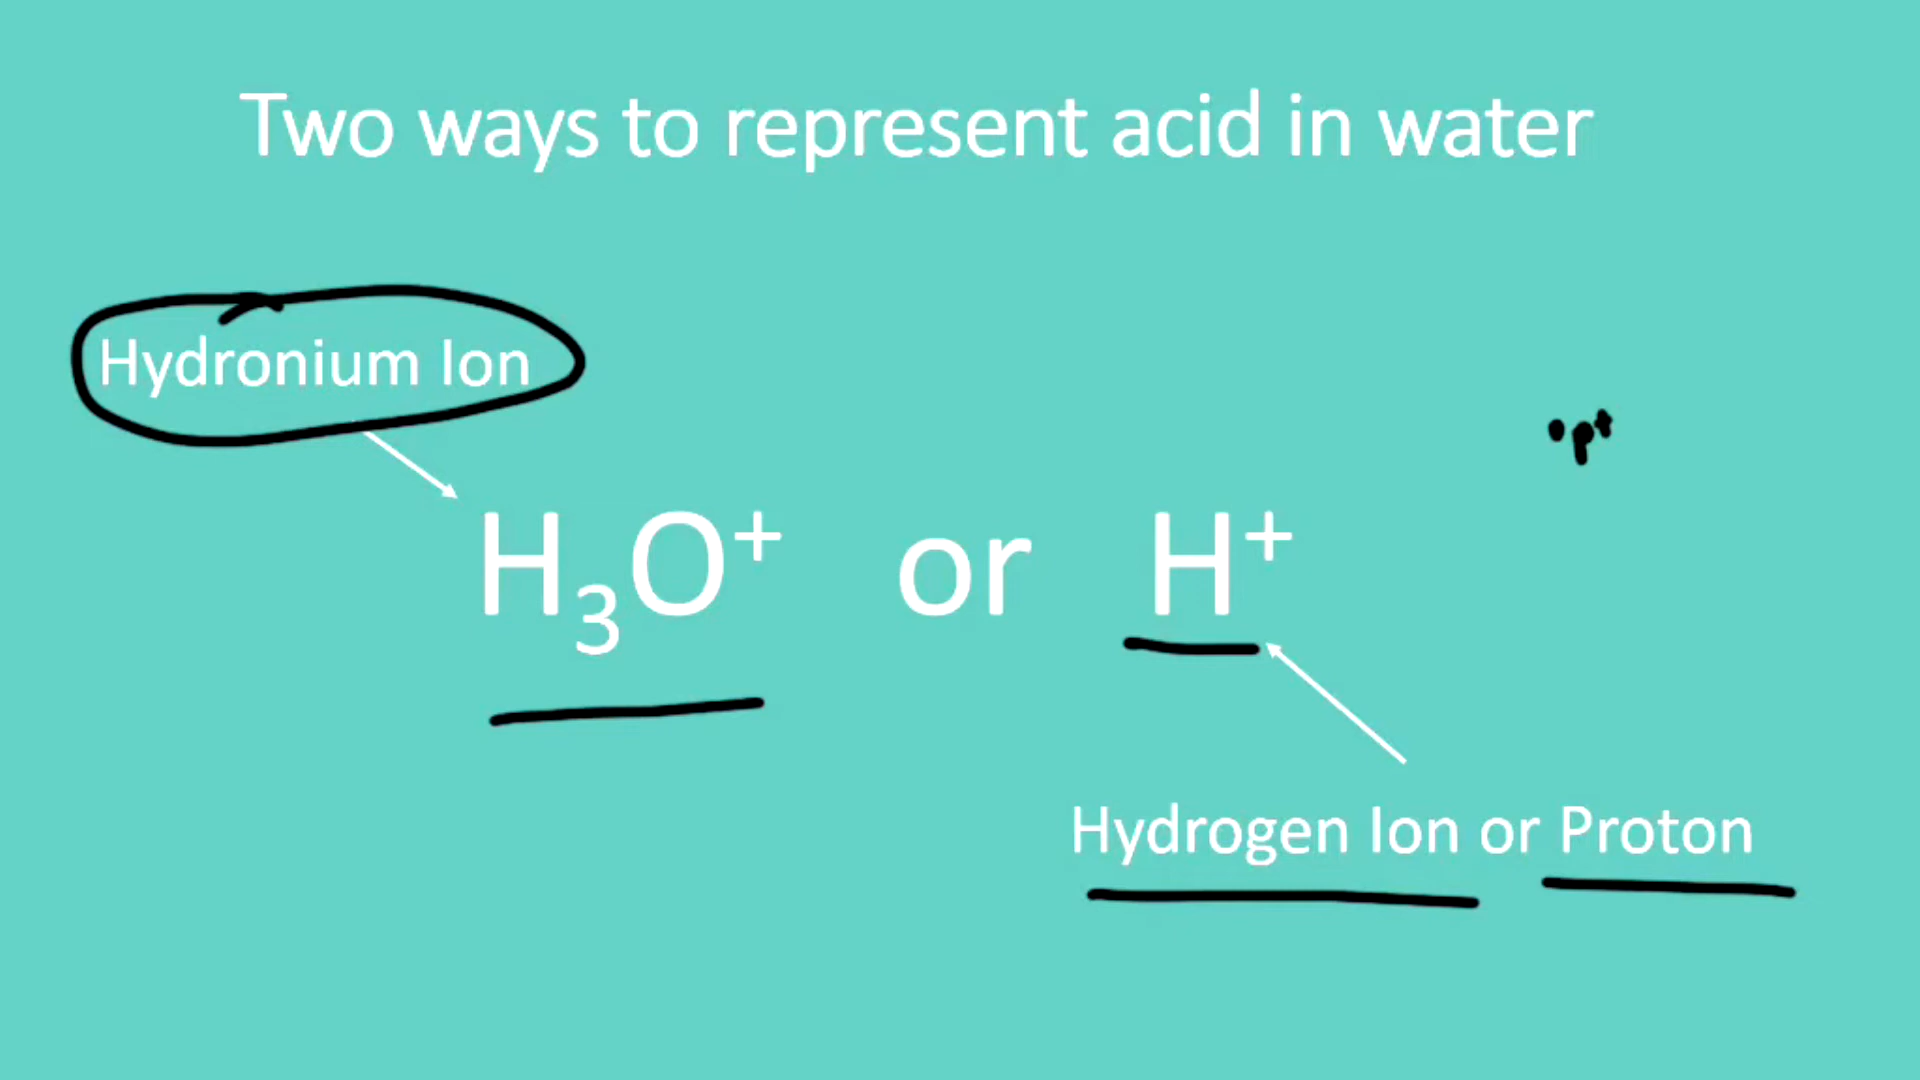 Two ways to represent acid in water
Hydronium Ion
H₃O⁺ or H⁺
Hydrogen Ion or Proton